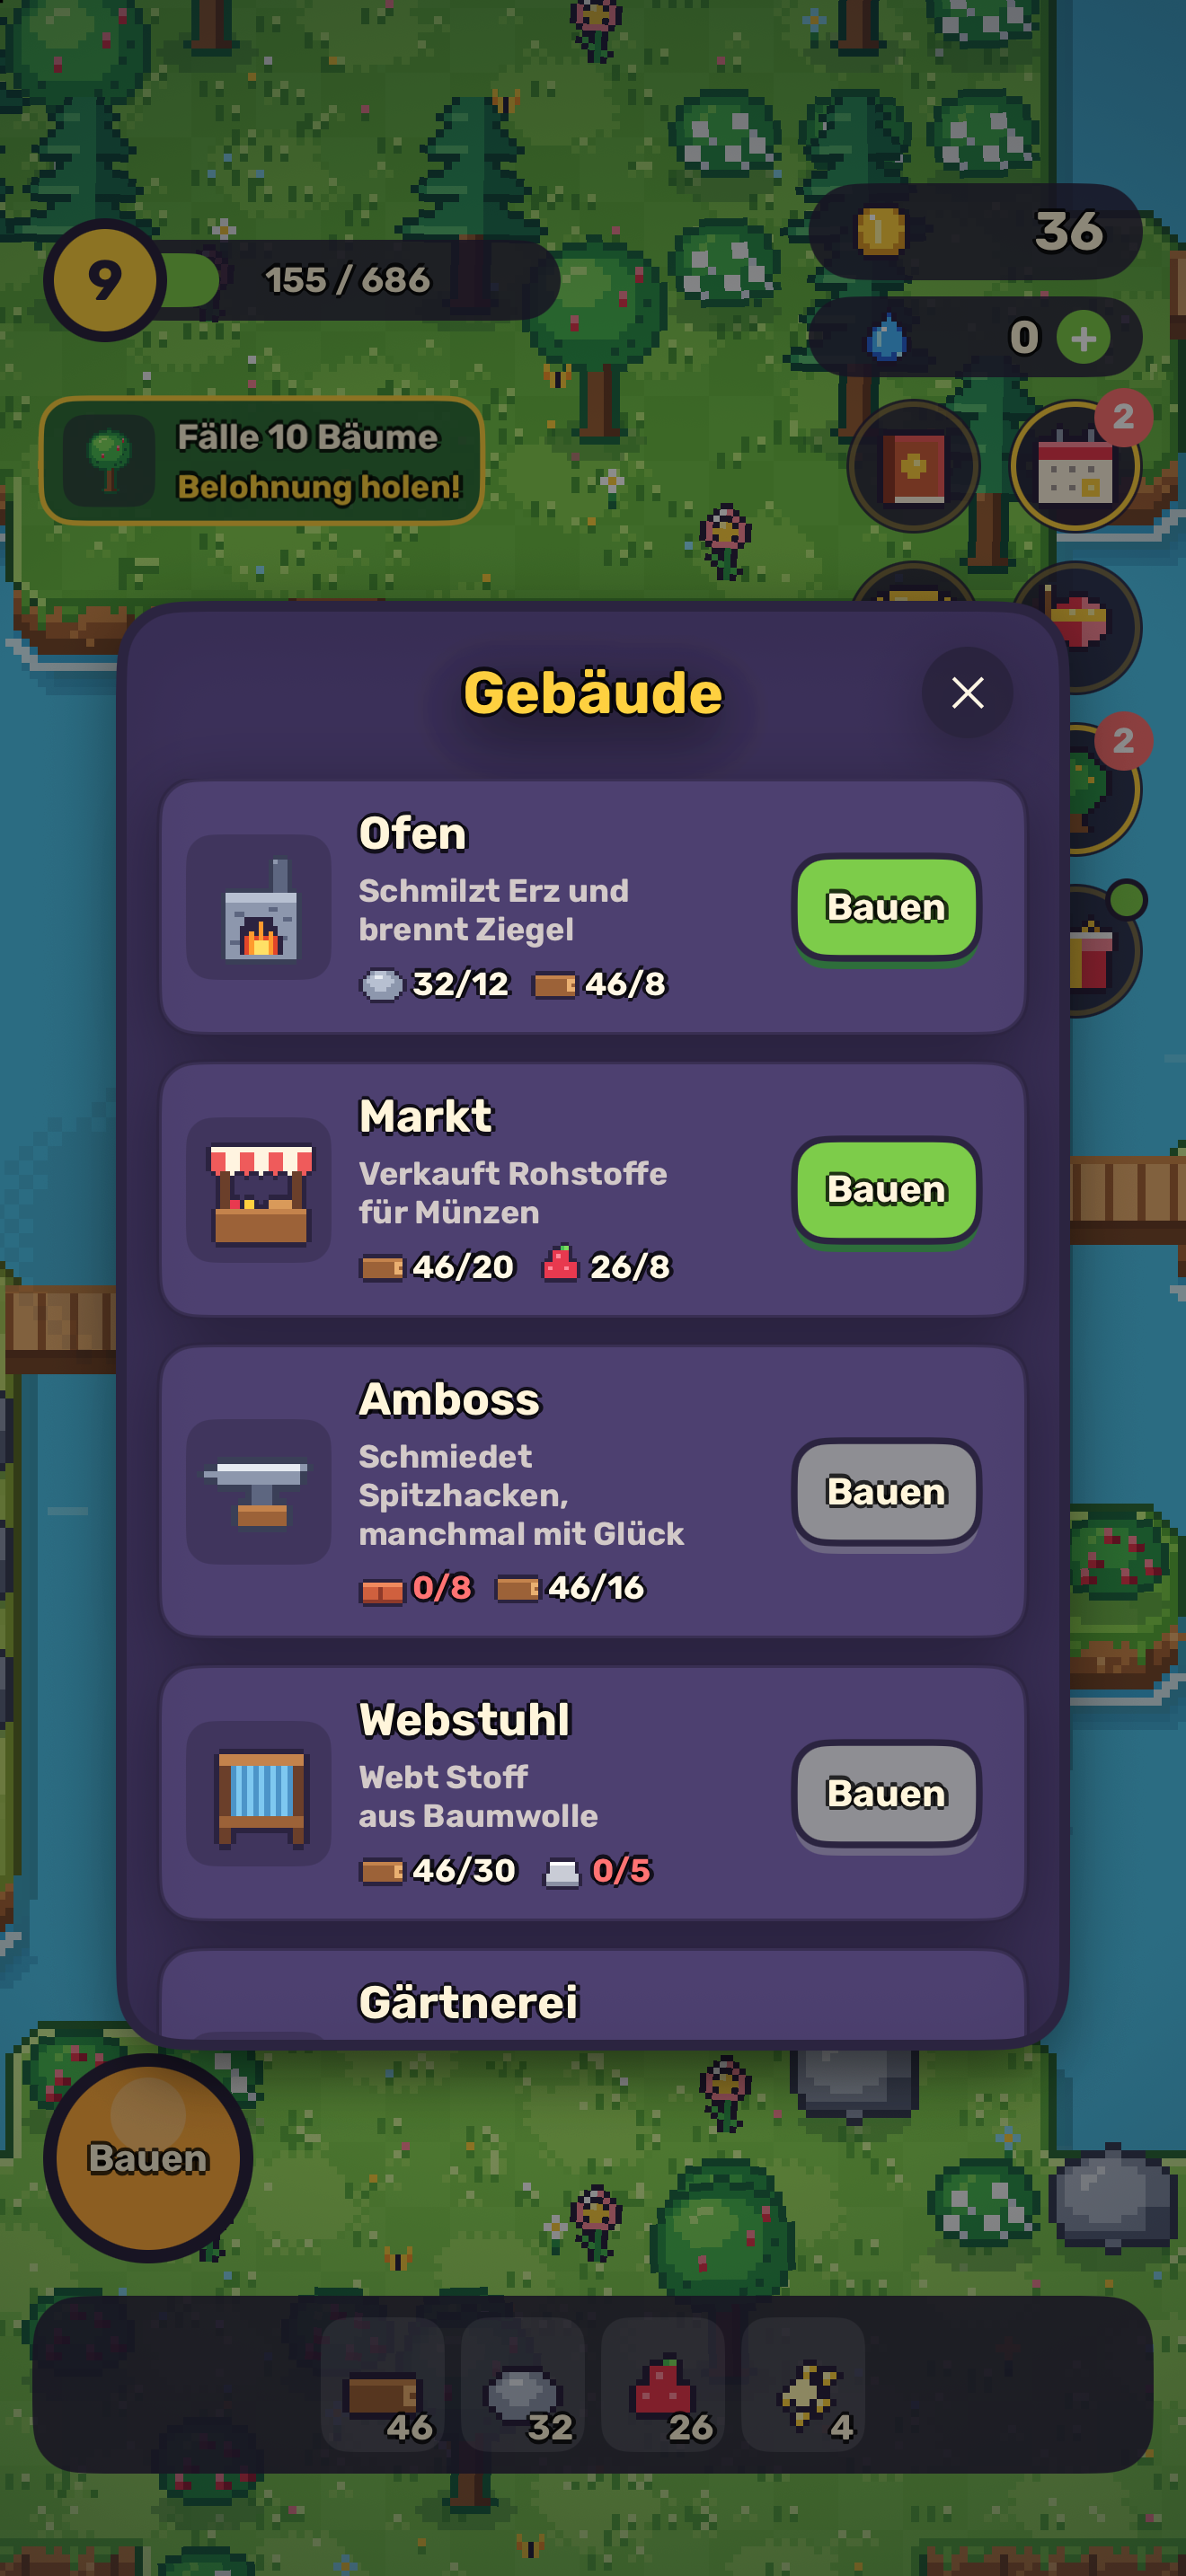 36
9
155 / 686
0
+
Fälle 10 Bäume
Belohnung holen!
2
2
Gebäude
Ofen
Schmilzt Erz und
brennt Ziegel
32/12 46/8
Bauen
Markt
Verkauft Rohstoffe
für Münzen
46/20 26/8
Bauen
Amboss
Schmiedet
Spitzhacken,
manchmal mit Glück
0/8 46/16
Bauen
Webstuhl
Webt Stoff
aus Baumwolle
46/30 0/5
Bauen
Gärtnerei
Bauen
46 32 26 4